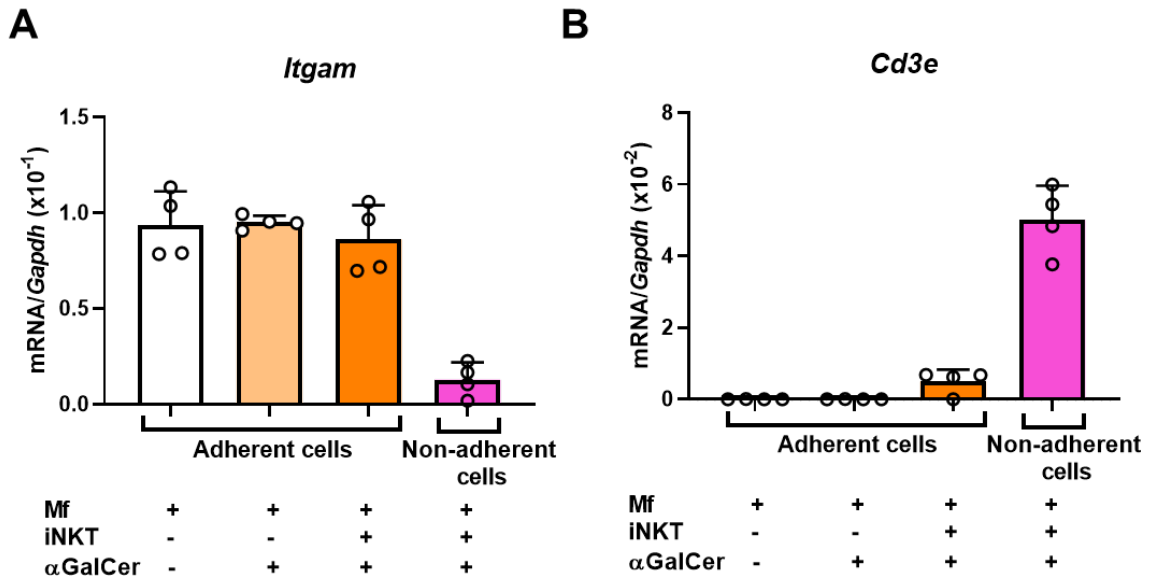 A
Itgam
mRNA/Gapdh (x10⁻¹)
1.5
1.0
0.5
0.0
Adherent cells
Non-adherent
cells
Mf + + + +
iNKT - - + +
αGalCer - + + +
B
Cd3e
mRNA/Gapdh (x10⁻²)
8
6
4
2
0
Adherent cells
Non-adherent
cells
Mf + + + +
iNKT - - + +
αGalCer - + + +